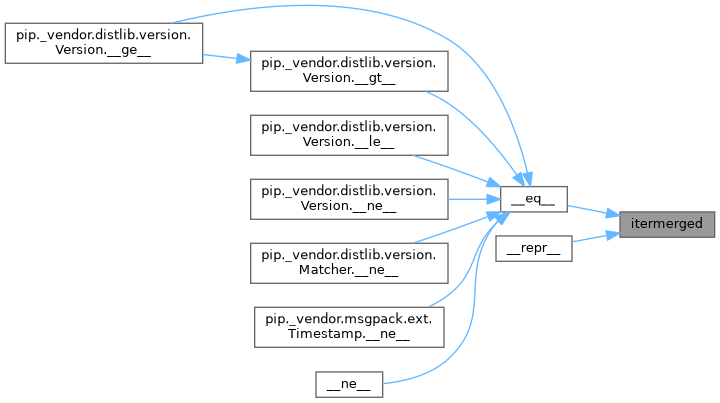 pip._vendor.distlib.version.
Version.__ge__
pip._vendor.distlib.version.
Version.__gt__
pip._vendor.distlib.version.
Version.__le__
pip._vendor.distlib.version.
Version.__ne__
__eq__
itermerged
__repr__
pip._vendor.distlib.version.
Matcher.__ne__
pip._vendor.msgpack.ext.
Timestamp.__ne__
__ne__